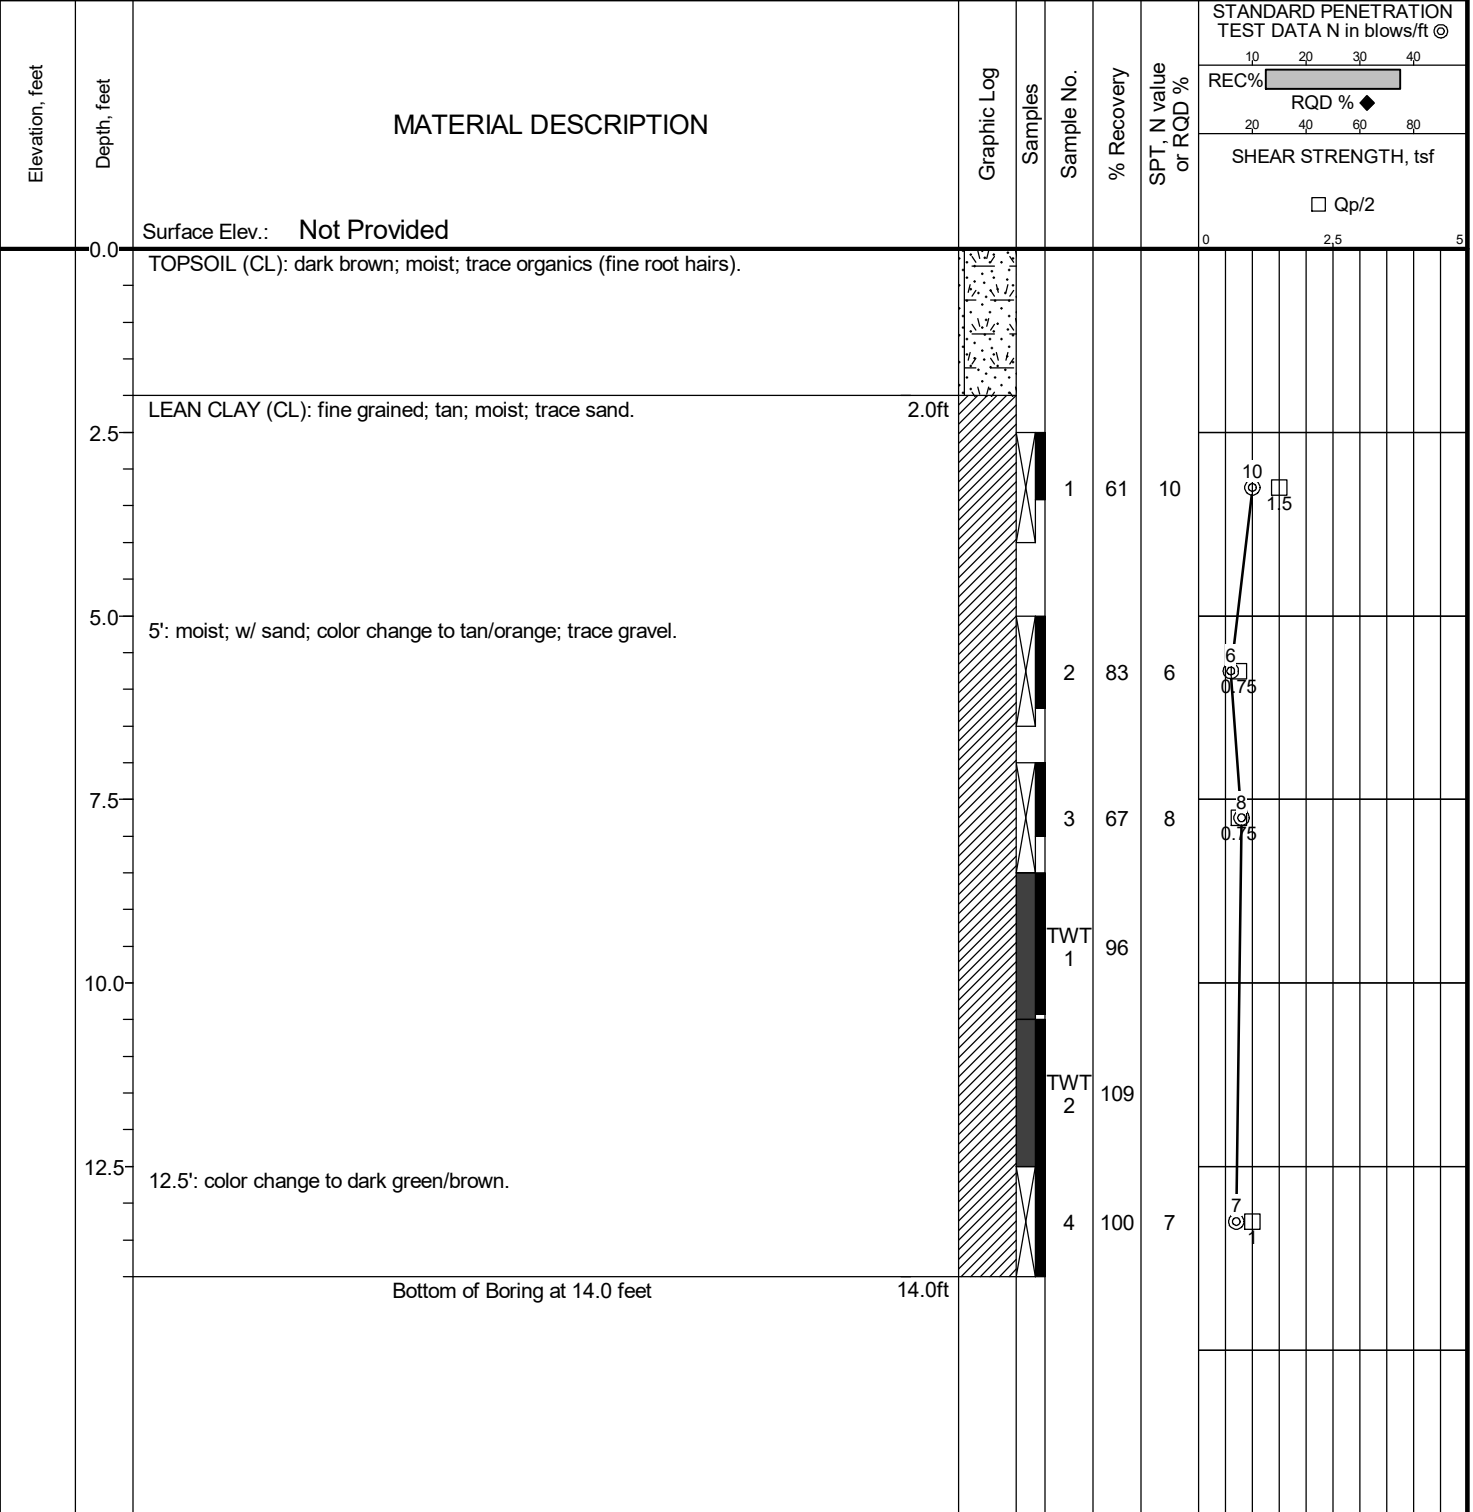 STANDARD PENETRATION
TEST DATA N in blows/ft
10 20 30 40
REC%
RQD %
20 40 60 80
SHEAR STRENGTH, tsf
Qp/2
0 2.5 5
Elevation, feet
Depth, feet
MATERIAL DESCRIPTION
Graphic Log
Samples
Sample No.
% Recovery
SPT, N value
or RQD %
Surface Elev.: Not Provided
0.0
TOPSOIL (CL): dark brown; moist; trace organics (fine root hairs).
LEAN CLAY (CL): fine grained; tan; moist; trace sand. 2.0ft
2.5
10
1 61 10
1.5
5.0
5': moist; w/ sand; color change to tan/orange; trace gravel.
6
2 83 6
0.75
7.5
8
3 67 8
0.75
TWT
1
96
10.0
TWT
2
109
12.5
12.5': color change to dark green/brown.
7
4 100 7
1
Bottom of Boring at 14.0 feet 14.0ft